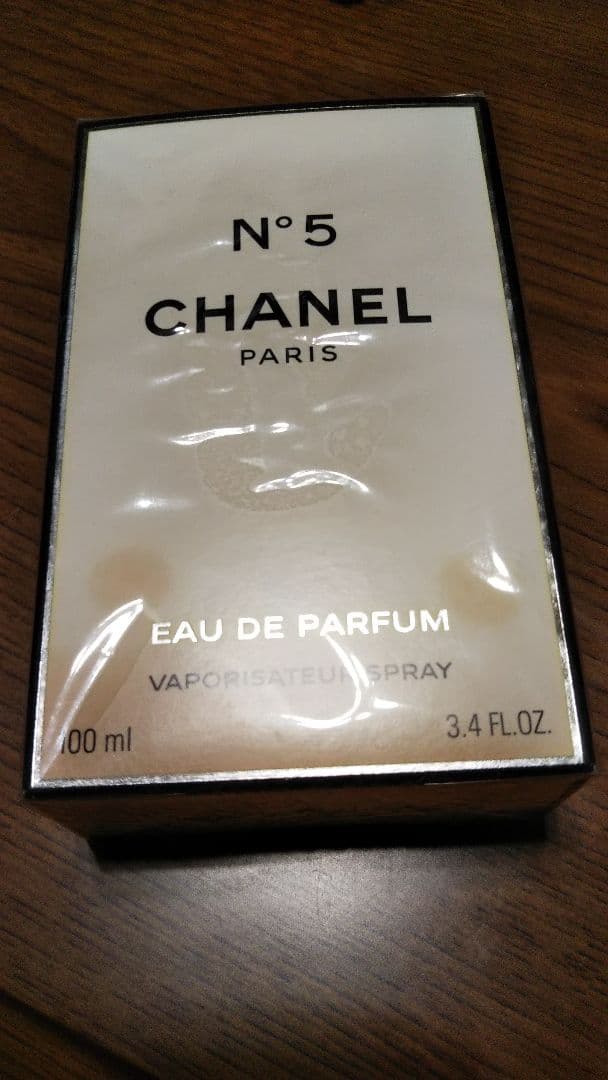 N° 5
CHANEL
PARIS
EAU DE PARFUM
VAPORISATEUR SPRAY
100 ml 3.4 FL.OZ.